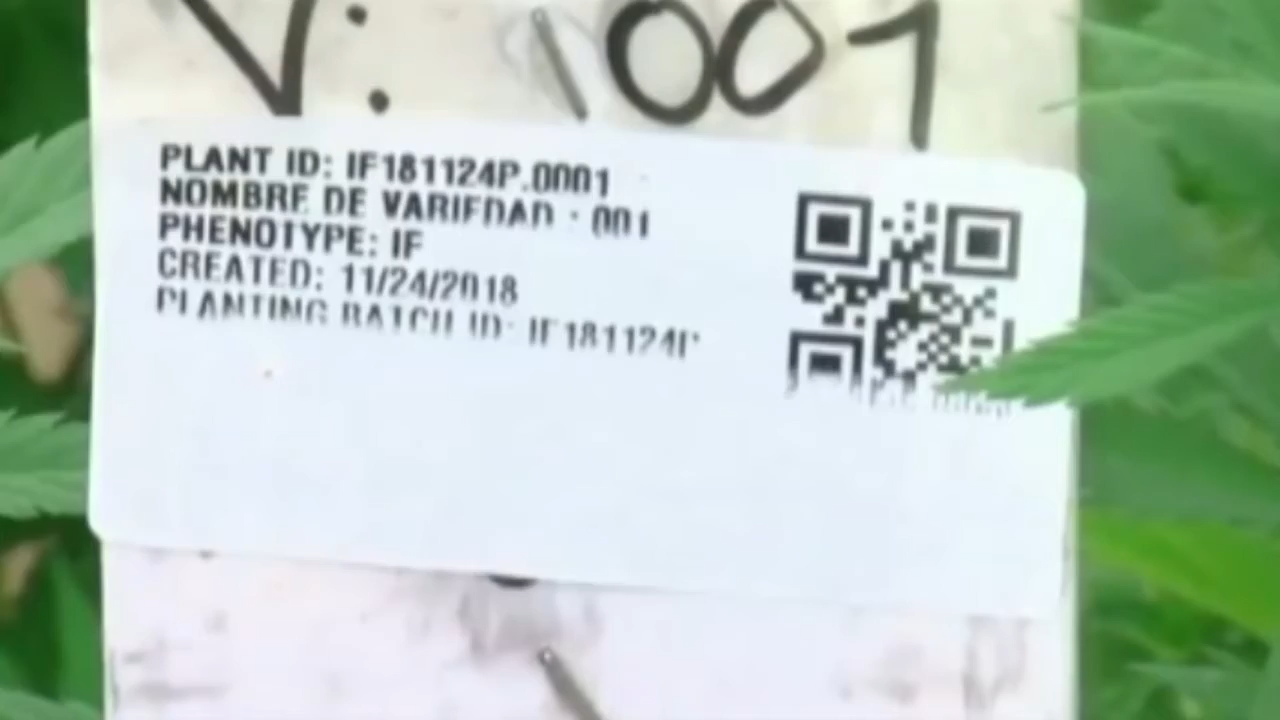 V: 1001
PLANT ID: IF181124P.0001
NOMBRE DE VARIEDAD : 001
PHENOTYPE: IF
CREATED: 11/24/2018
PLANTING BATCH ID: IF181124P